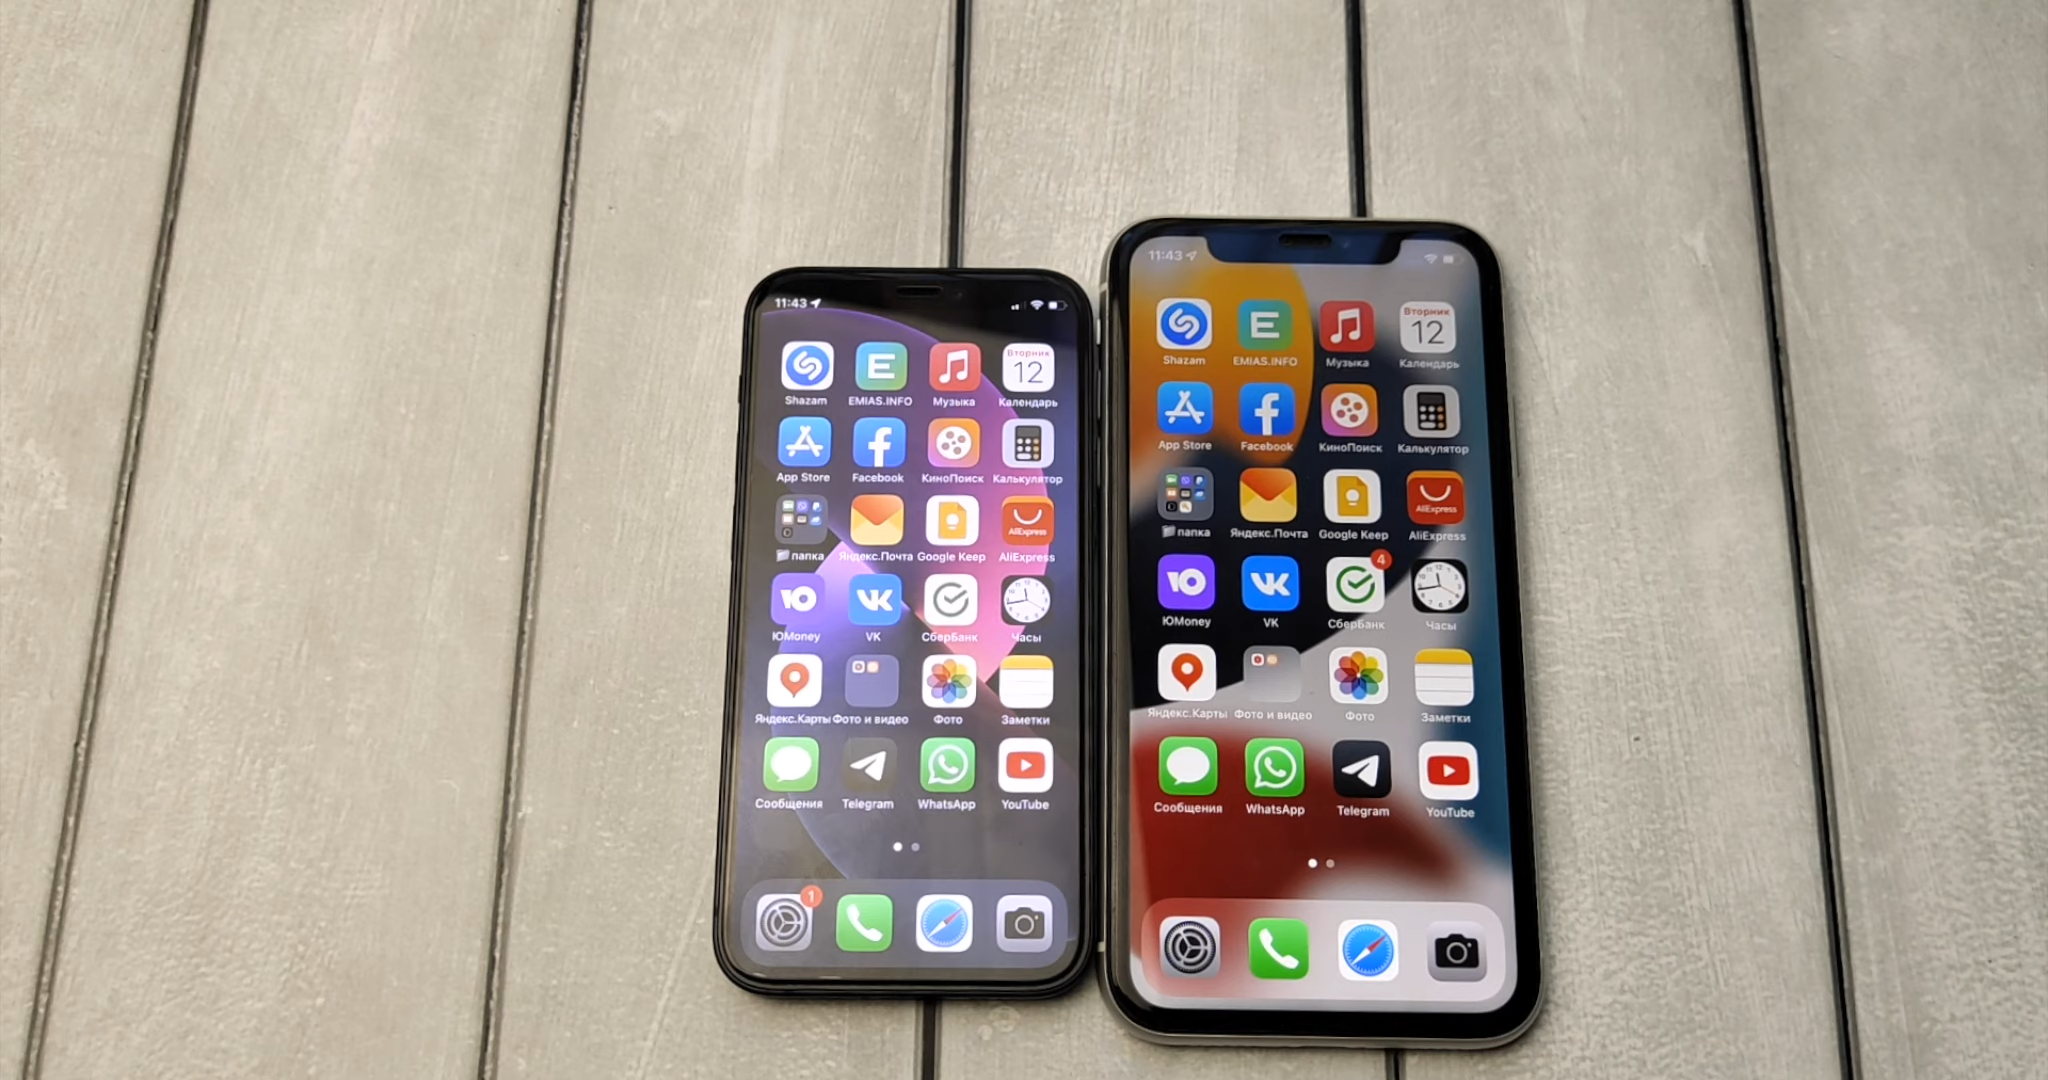 11:43
Shazam EMIAS.INFO Музыка Вторник 12 Календарь
App Store Facebook КиноПоиск Калькулятор
папка Яндекс.Почта Google Keep AliExpress AliExpress
Ю ЮMoney VK СберБанк Часы
Яндекс.Карты Фото и видео Фото Заметки
Сообщения Telegram WhatsApp YouTube
1
11:43
Shazam EMIAS.INFO Музыка Вторник 12 Календарь
App Store Facebook КиноПоиск Калькулятор
папка Яндекс.Почта Google Keep AliExpress AliExpress
Ю ЮMoney VK 4 СберБанк Часы
Яндекс.Карты Фото и видео Фото Заметки
Сообщения WhatsApp Telegram YouTube